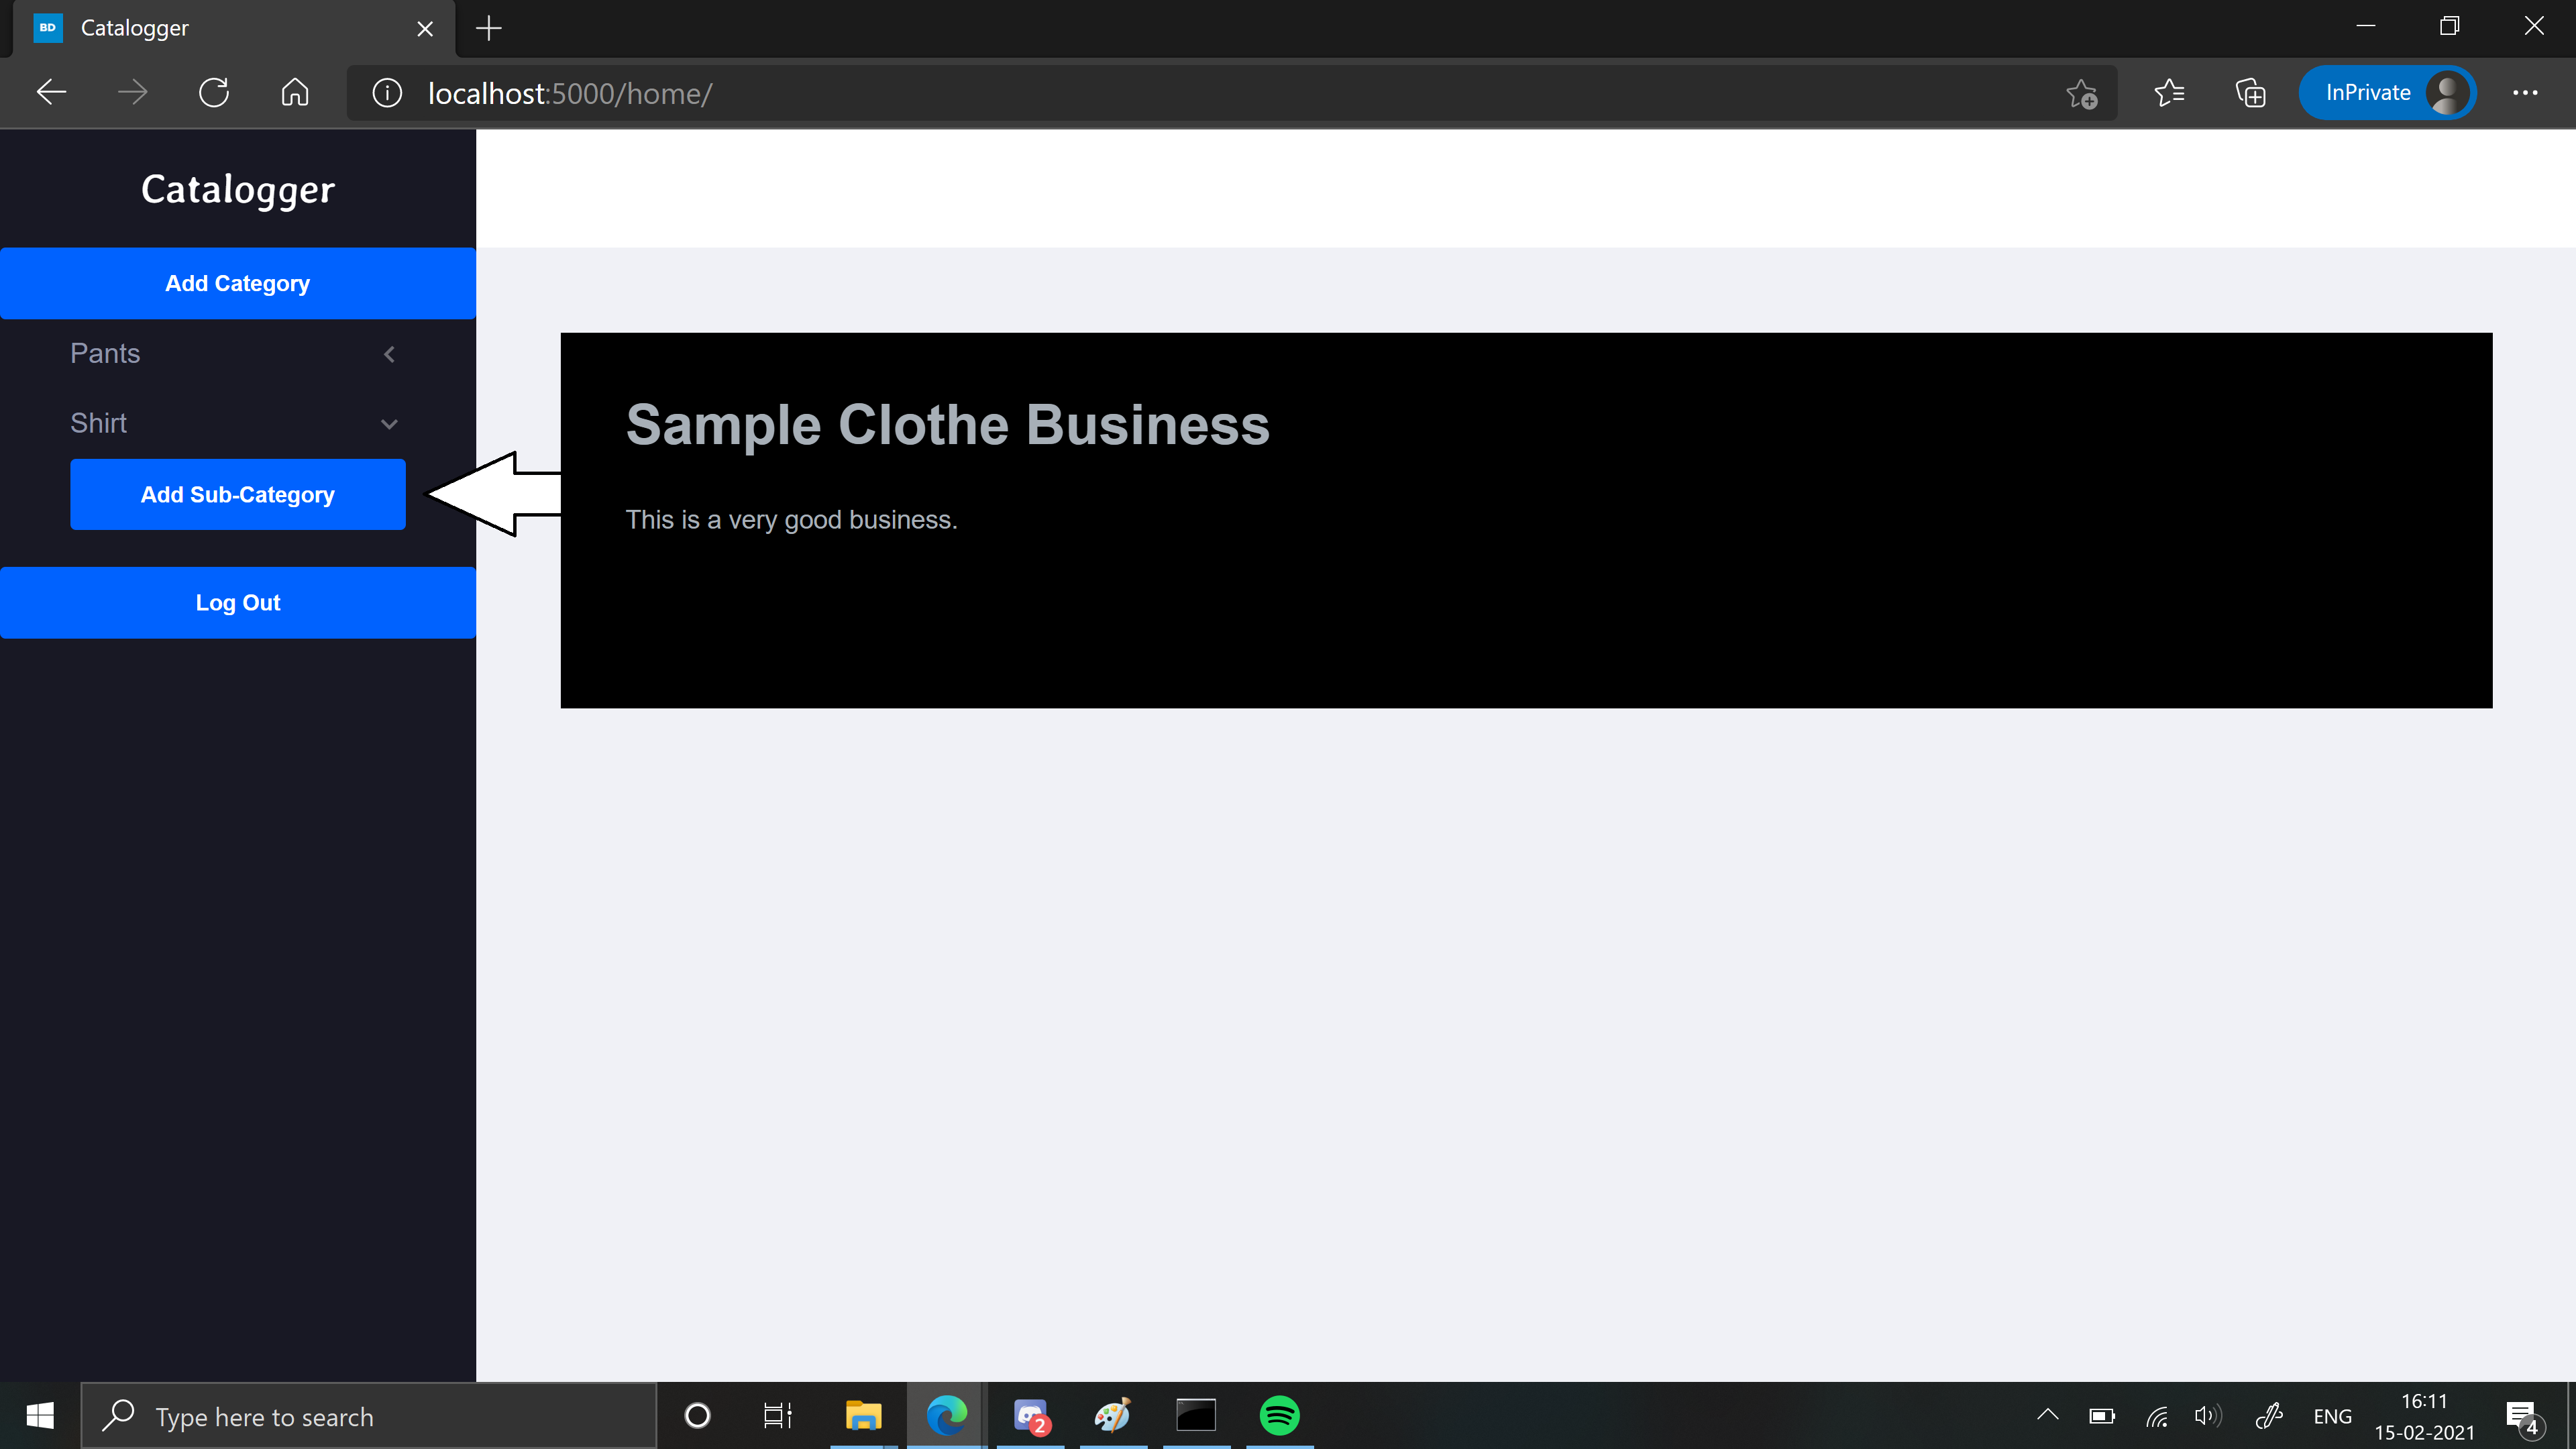 BD Catalogger
localhost:5000/home/
InPrivate
Catalogger
Add Category
Pants
Shirt
Add Sub-Category
Log Out
Sample Clothe Business
This is a very good business.
Type here to search
2
ENG
16:11
15-02-2021
4